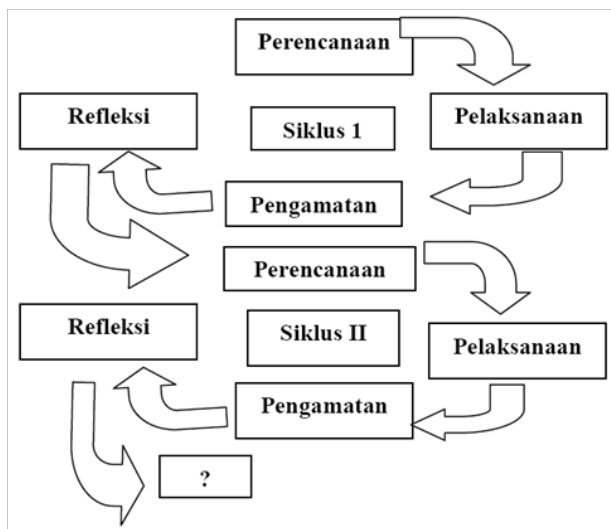 Perencanaan
Refleksi
Siklus 1
Pelaksanaan
Pengamatan
Perencanaan
Refleksi
Siklus II
Pelaksanaan
Pengamatan
?